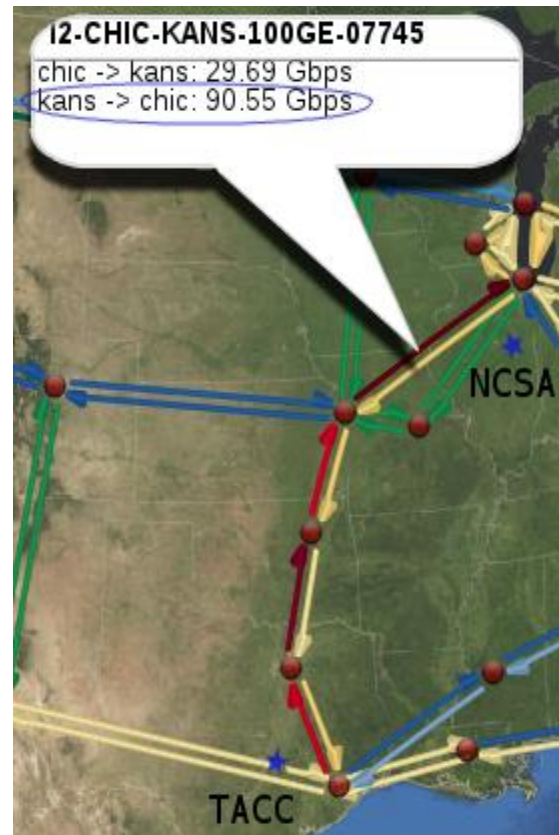 I2-CHIC-KANS-100GE-07745
chic -> kans: 29.69 Gbps
kans -> chic: 90.55 Gbps
NCSA
TACC